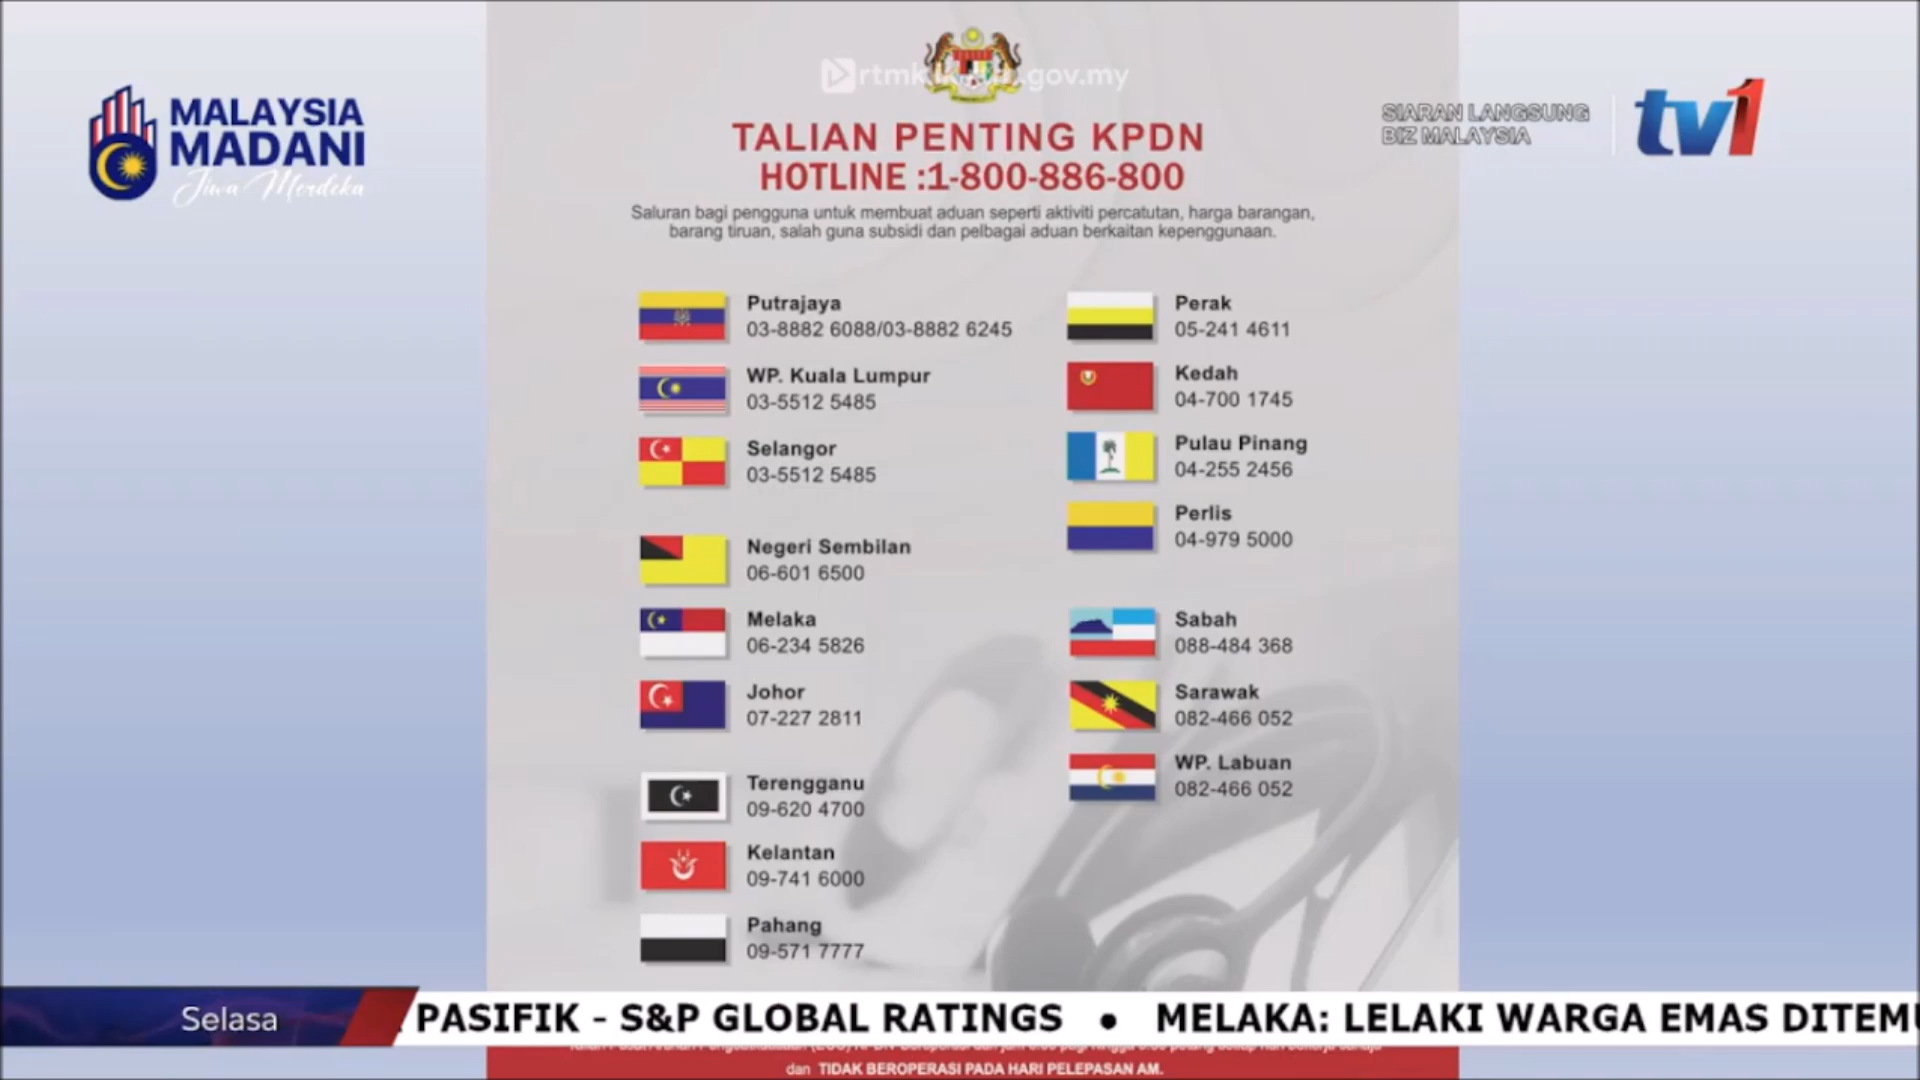 rtmklik.rtm.gov.my
MALAYSIA
MADANI
Jiwa Merdeka
SIARAN LANGSUNG
BIZ MALAYSIA
tv1
TALIAN PENTING KPDN
HOTLINE :1-800-886-800
Saluran bagi pengguna untuk membuat aduan seperti aktiviti percatutan, harga barangan,
barang tiruan, salah guna subsidi dan pelbagai aduan berkaitan kepenggunaan.
Putrajaya
03-8882 6088/03-8882 6245
WP. Kuala Lumpur
03-5512 5485
Selangor
03-5512 5485
Negeri Sembilan
06-601 6500
Melaka
06-234 5826
Johor
07-227 2811
Terengganu
09-620 4700
Kelantan
09-741 6000
Pahang
09-571 7777
Perak
05-241 4611
Kedah
04-700 1745
Pulau Pinang
04-255 2456
Perlis
04-979 5000
Sabah
088-484 368
Sarawak
082-466 052
WP. Labuan
082-466 052
Selasa
PASIFIK - S&P GLOBAL RATINGS • MELAKA: LELAKI WARGA EMAS DITEMU
dan TIDAK BEROPERASI PADA HARI PELEPASAN AM.